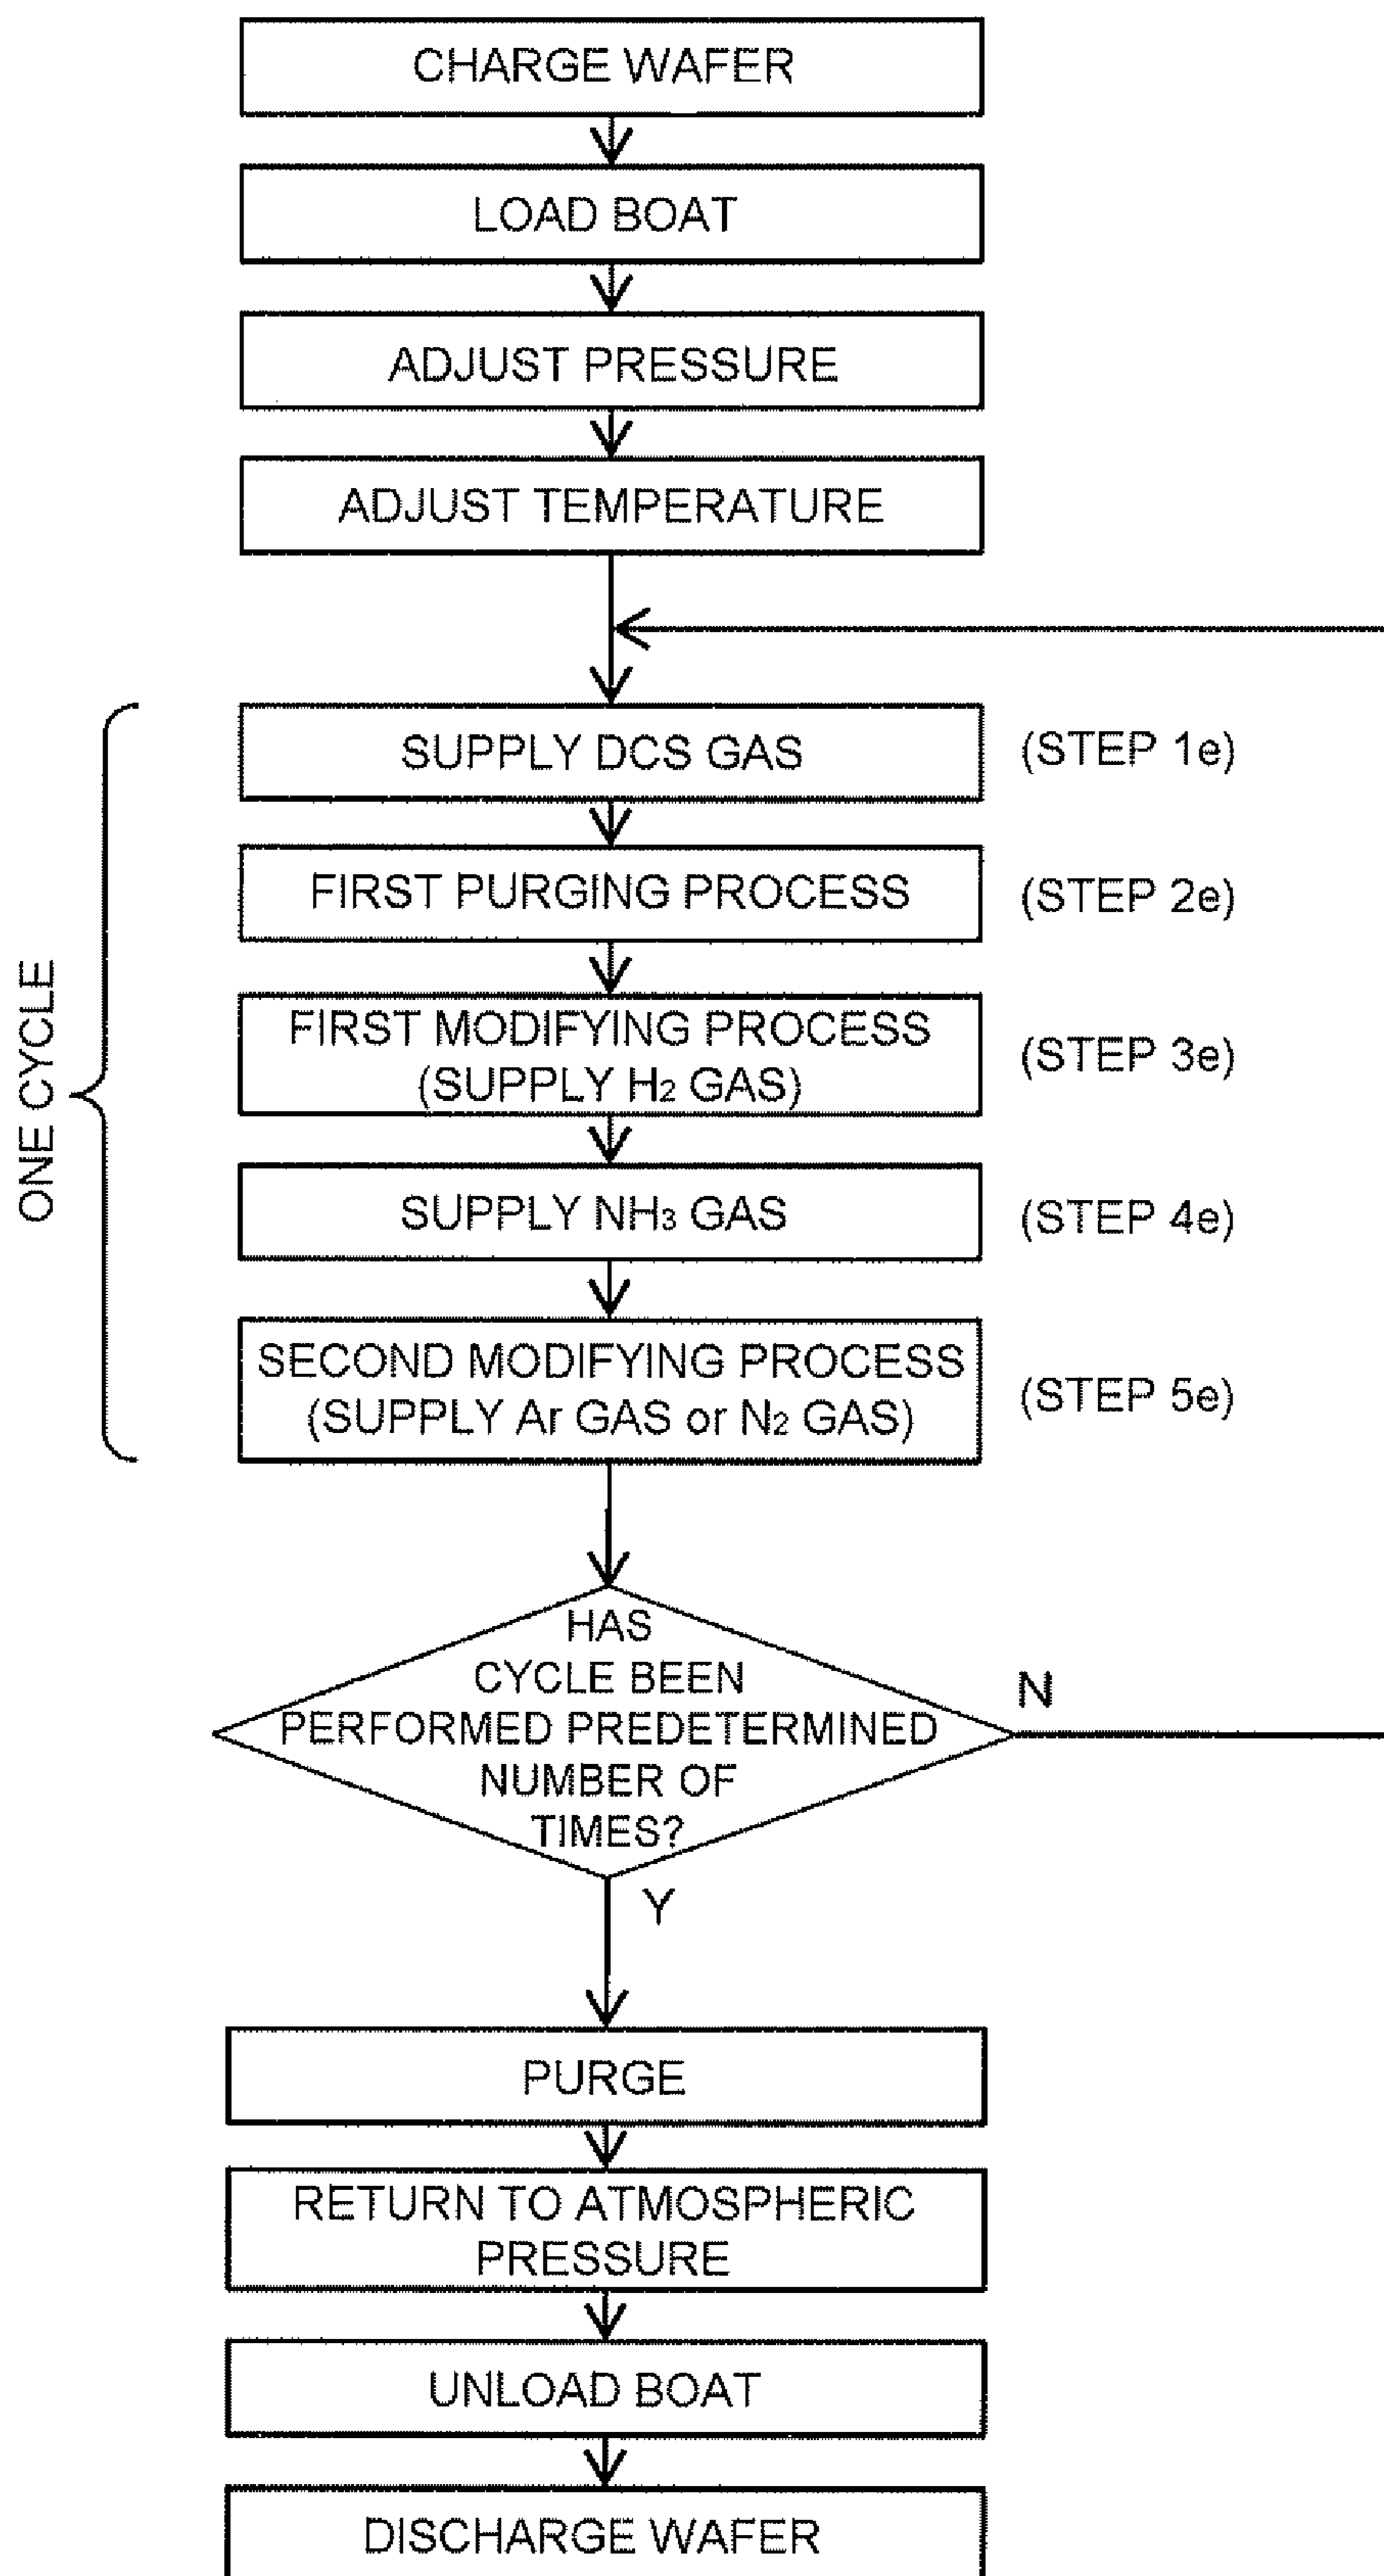 CHARGE WAFER
LOAD BOAT
ADJUST PRESSURE
ADJUST TEMPERATURE
SUPPLY DCS GAS
(STEP 1e)
FIRST PURGING PROCESS
(STEP 2e)
FIRST MODIFYING PROCESS
(SUPPLY H₂ GAS)
(STEP 3e)
ONE CYCLE
SUPPLY NH₃ GAS
(STEP 4e)
SECOND MODIFYING PROCESS
(SUPPLY Ar GAS or N₂ GAS)
(STEP 5e)
HAS
CYCLE BEEN
PERFORMED PREDETERMINED
NUMBER OF
TIMES?
N
Y
PURGE
RETURN TO ATMOSPHERIC
PRESSURE
UNLOAD BOAT
DISCHARGE WAFER